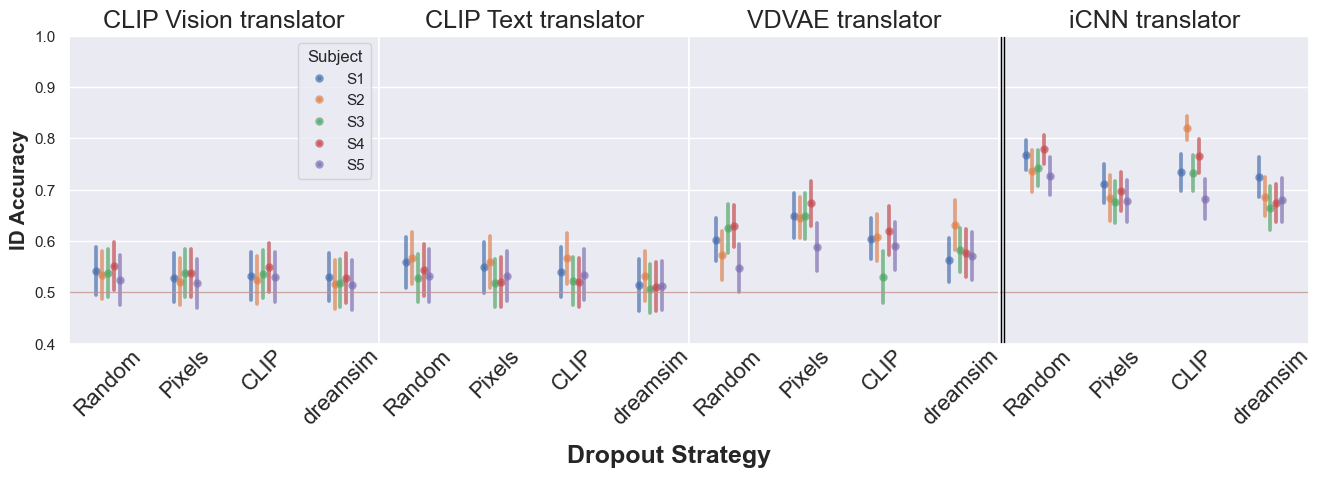 CLIP Vision translator
CLIP Text translator
VDVAE translator
iCNN translator
ID Accuracy
1.0
0.9
0.8
0.7
0.6
0.5
0.4
Subject
S1
S2
S3
S4
S5
Random
Pixels
CLIP
dreamsim
Random
Pixels
CLIP
dreamsim
Random
Pixels
CLIP
dreamsim
Random
Pixels
CLIP
dreamsim
Dropout Strategy